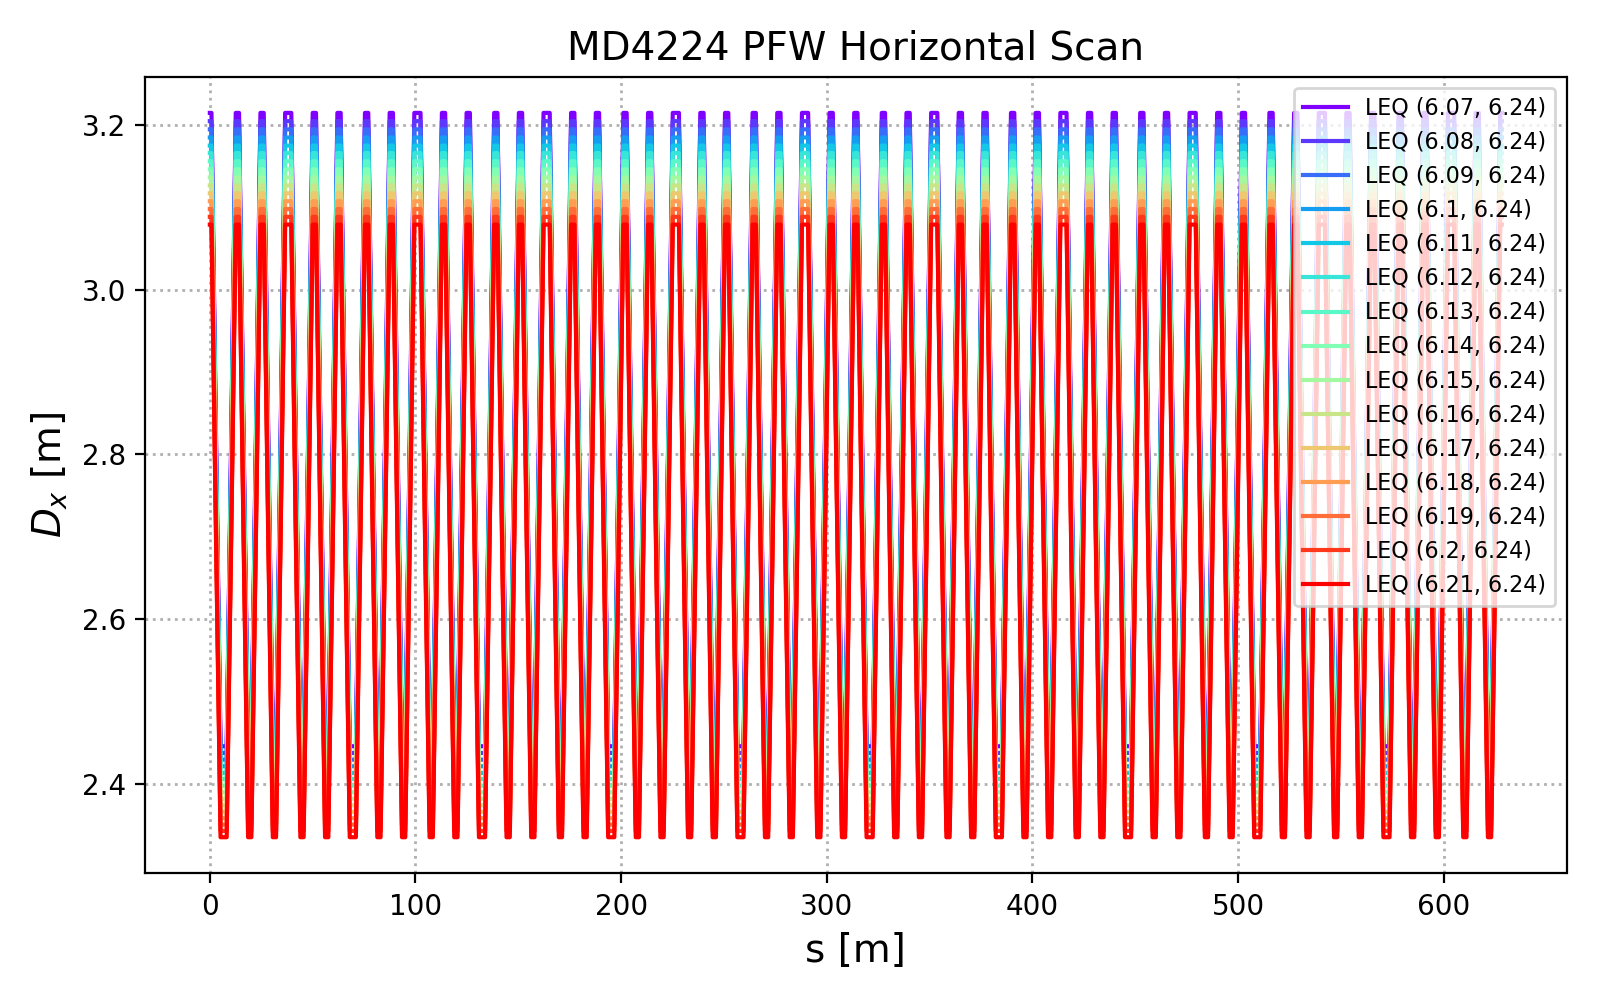 MD4224 PFW Horizontal Scan
D_x [m]
3.2
3.0
2.8
2.6
2.4
LEQ (6.07, 6.24)
LEQ (6.08, 6.24)
LEQ (6.09, 6.24)
LEQ (6.1, 6.24)
LEQ (6.11, 6.24)
LEQ (6.12, 6.24)
LEQ (6.13, 6.24)
LEQ (6.14, 6.24)
LEQ (6.15, 6.24)
LEQ (6.16, 6.24)
LEQ (6.17, 6.24)
LEQ (6.18, 6.24)
LEQ (6.19, 6.24)
LEQ (6.2, 6.24)
LEQ (6.21, 6.24)
0 100 200 300 400 500 600
s [m]